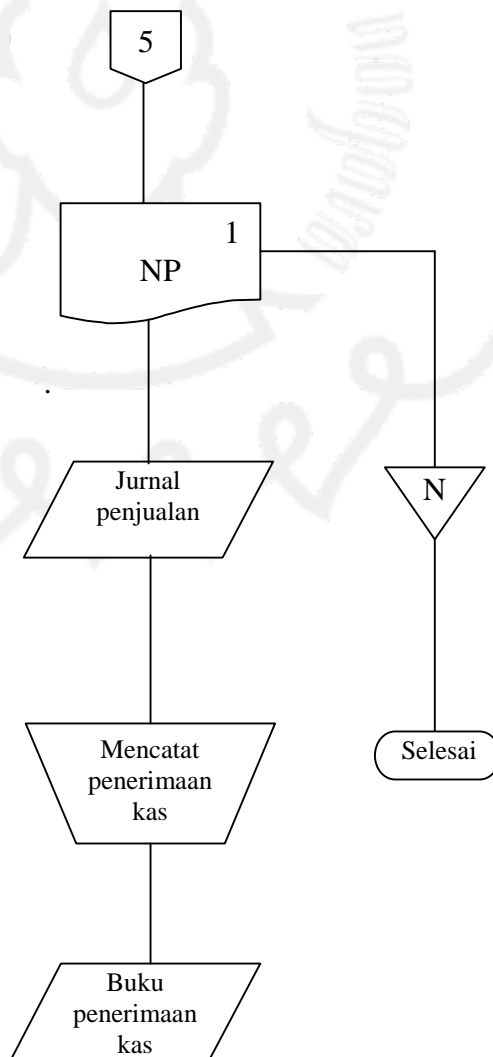 5
1
NP
Jurnal
penjualan
N
Mencatat
penerimaan
kas
Selesai
Buku
penerimaan
kas